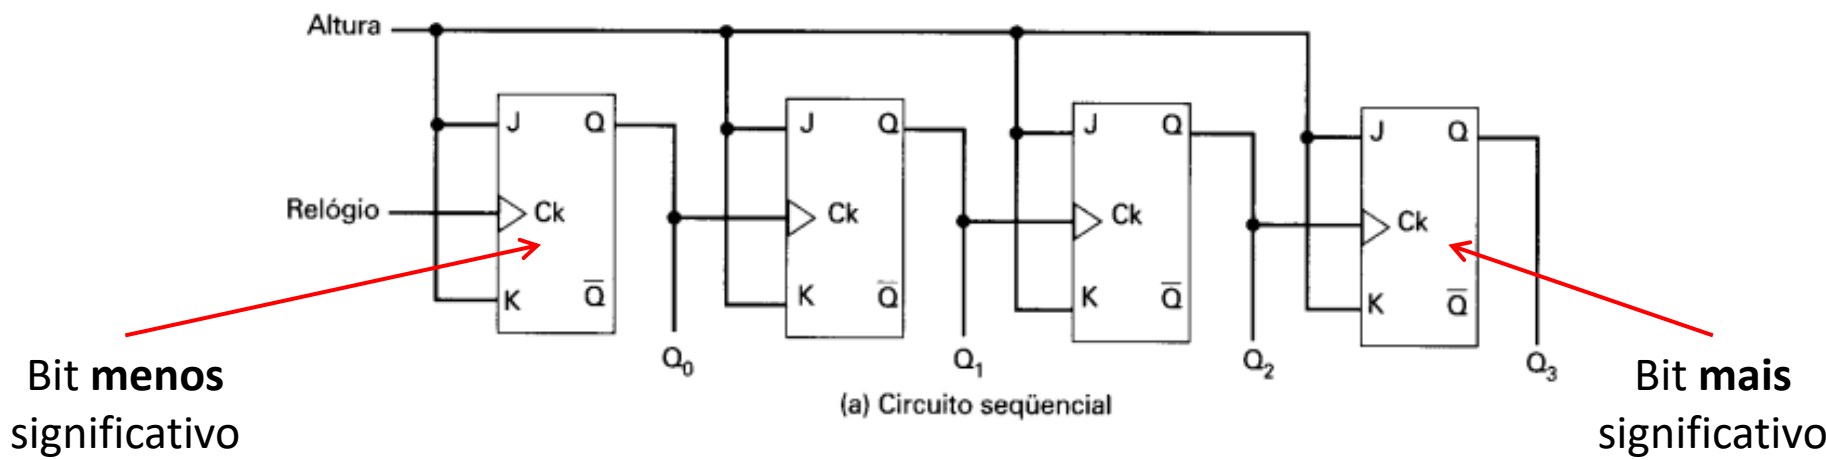 Altura
J Q J Q J Q J Q
Relógio Ck Ck Ck Ck
K Q̅ K Q̅ K Q̅ K Q̅
Q₀ Q₁ Q₂ Q₃
Bit menos
significativo
Bit mais
significativo
(a) Circuito seqüencial